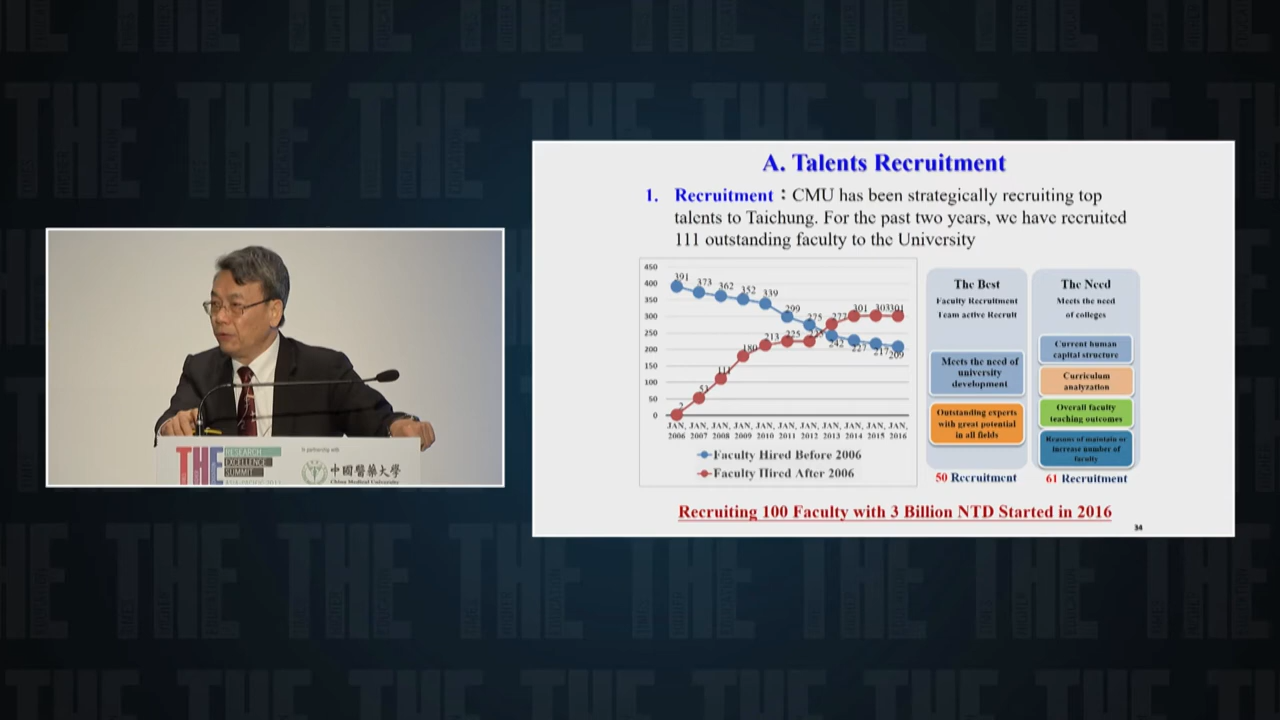 THE
RESEARCH
EXCELLENCE
SUMMIT
ASIA-PACIFIC 2017
In partnership with
中國醫藥大學
China Medical University
A. Talents Recruitment
1. Recruitment：CMU has been strategically recruiting top
talents to Taichung. For the past two years, we have recruited
111 outstanding faculty to the University
450
400
350
300
250
200
150
100
50
0
391 373 362 352 339 299 275 242 227 217 209
2 53 111 180 213 225 277 301 303 301
JAN, JAN, JAN, JAN, JAN, JAN, JAN, JAN, JAN, JAN, JAN,
2006 2007 2008 2009 2010 2011 2012 2013 2014 2015 2016
Faculty Hired Before 2006
Faculty Hired After 2006
The Best
Faculty Recruitment
Team active Recruit
Meets the need of
university
development
Outstanding experts
with great potential
in all fields
50 Recruitment
The Need
Meets the need
of colleges
Current human
capital structure
Curriculum
analyzation
Overall faculty
teaching outcomes
Reasons of maintain or
increase number of
faculty
61 Recruitment
Recruiting 100 Faculty with 3 Billion NTD Started in 2016
34